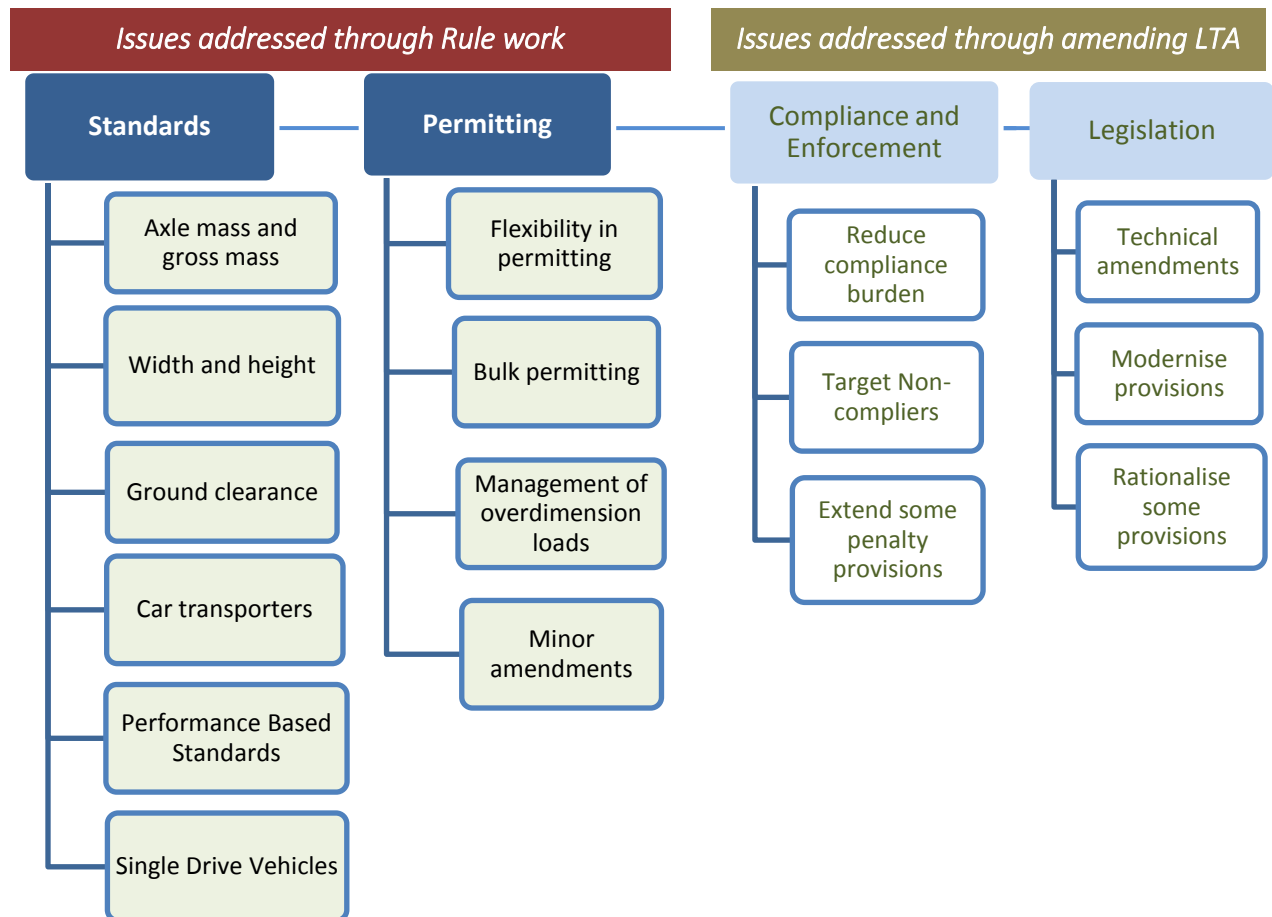 Issues addressed through Rule work
Issues addressed through amending LTA
Standards
Axle mass and
gross mass
Width and height
Ground clearance
Car transporters
Performance Based
Standards
Single Drive Vehicles
Permitting
Flexibility in
permitting
Bulk permitting
Management of
overdimension
loads
Minor
amendments
Compliance and
Enforcement
Reduce
compliance
burden
Target Non-
compliers
Extend some
penalty
provisions
Legislation
Technical
amendments
Modernise
provisions
Rationalise
some
provisions